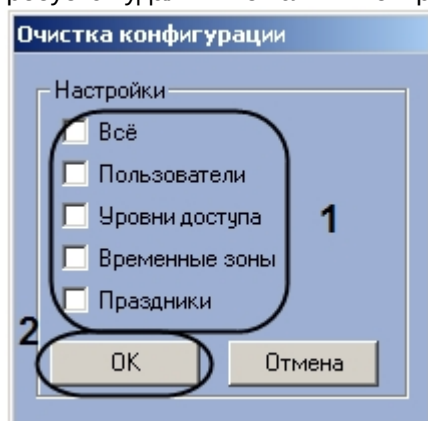 Очистка конфигурации
Настройки
Всё
Пользователи
Уровни доступа
1
Временные зоны
Праздники
2
OK Отмена